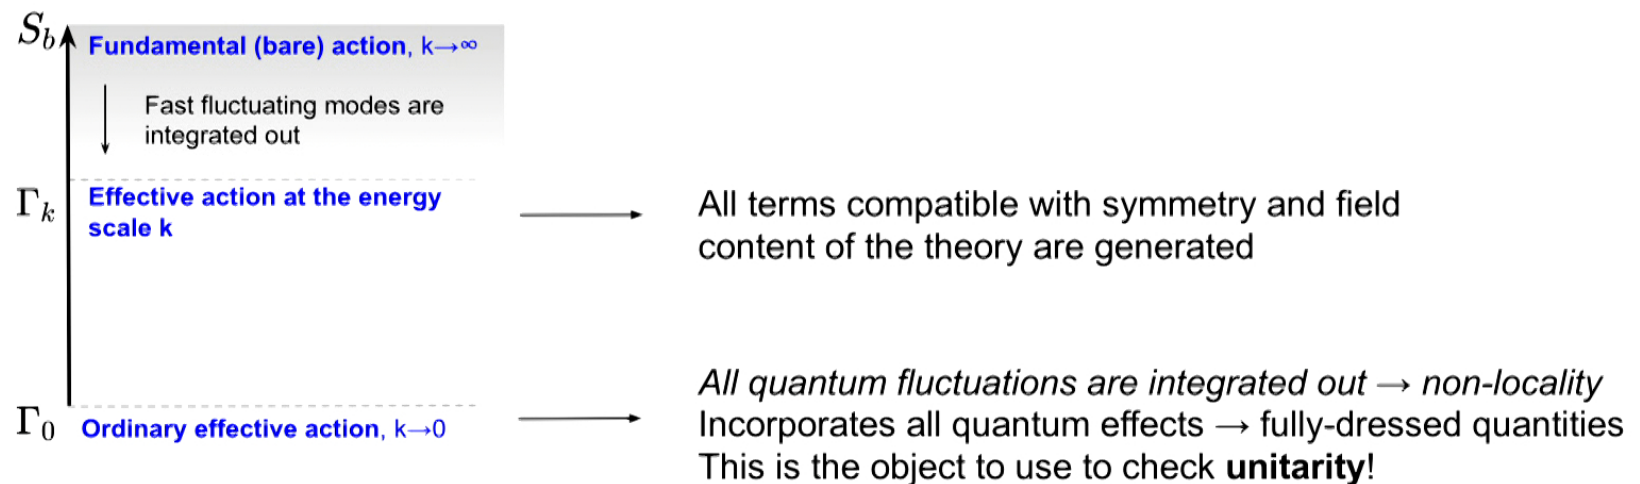 S_b
Fundamental (bare) action, k→∞
Fast fluctuating modes are
integrated out
Γ_k
Effective action at the energy
scale k
All terms compatible with symmetry and field
content of the theory are generated
Γ_0
Ordinary effective action, k→0
All quantum fluctuations are integrated out → non-locality
Incorporates all quantum effects → fully-dressed quantities
This is the object to use to check unitarity!